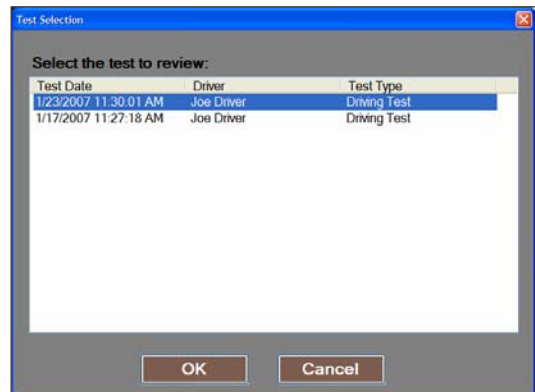 Test Selection
Select the test to review:
Test Date Driver Test Type
1/23/2007 11:30:01 AM Joe Driver Driving Test
1/17/2007 11:27:18 AM Joe Driver Driving Test
OK Cancel